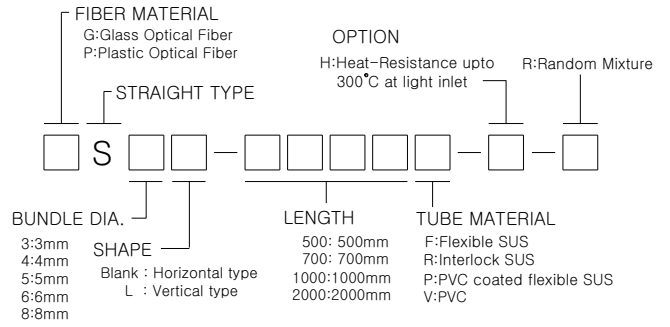 FIBER MATERIAL
G:Glass Optical Fiber
P:Plastic Optical Fiber
STRAIGHT TYPE
OPTION
H:Heat-Resistance upto
300°C at light inlet
R:Random Mixture
S
BUNDLE DIA.
3:3mm
4:4mm
5:5mm
6:6mm
8:8mm
SHAPE
Blank : Horizontal type
L : Vertical type
LENGTH
500: 500mm
700: 700mm
1000:1000mm
2000:2000mm
TUBE MATERIAL
F:Flexible SUS
R:Interlock SUS
P:PVC coated flexible SUS
V:PVC